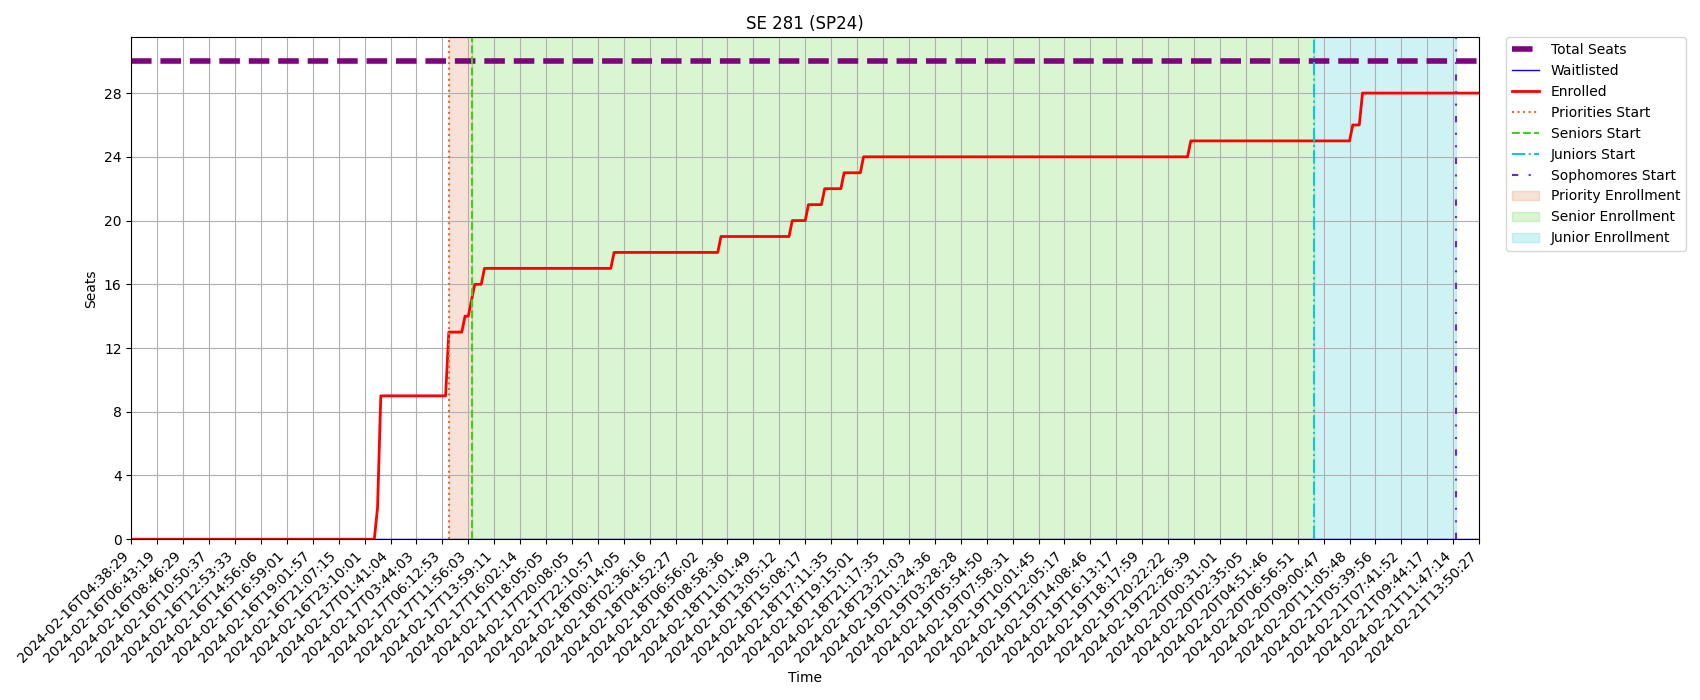 SE 281 (SP24)
Total Seats
Waitlisted
Enrolled
Priorities Start
Seniors Start
Juniors Start
Sophomores Start
Priority Enrollment
Senior Enrollment
Junior Enrollment
Seats
28
24
20
16
12
8
4
0
2024-02-16T04:38:29
2024-02-16T06:43:19
2024-02-16T08:46:29
2024-02-16T10:50:37
2024-02-16T12:53:33
2024-02-16T14:56:06
2024-02-16T16:59:01
2024-02-16T19:01:57
2024-02-16T21:07:15
2024-02-16T23:10:01
2024-02-17T01:41:04
2024-02-17T03:44:03
2024-02-17T06:12:53
2024-02-17T11:56:03
2024-02-17T13:59:11
2024-02-17T16:02:14
2024-02-17T18:05:05
2024-02-17T20:08:05
2024-02-17T22:10:57
2024-02-18T00:14:05
2024-02-18T02:36:16
2024-02-18T04:52:27
2024-02-18T06:56:02
2024-02-18T08:58:36
2024-02-18T11:01:49
2024-02-18T13:05:12
2024-02-18T15:08:17
2024-02-18T17:11:35
2024-02-18T19:15:01
2024-02-18T21:17:35
2024-02-18T23:21:03
2024-02-19T01:24:36
2024-02-19T03:28:28
2024-02-19T05:54:50
2024-02-19T07:58:31
2024-02-19T10:01:45
2024-02-19T12:05:17
2024-02-19T14:08:46
2024-02-19T16:13:17
2024-02-19T18:17:59
2024-02-19T20:22:22
2024-02-19T22:26:39
2024-02-20T00:31:01
2024-02-20T02:35:05
2024-02-20T04:51:46
2024-02-20T06:56:51
2024-02-20T09:00:47
2024-02-20T11:05:48
2024-02-21T05:39:56
2024-02-21T07:41:52
2024-02-21T09:44:17
2024-02-21T11:47:14
2024-02-21T13:50:27
Time